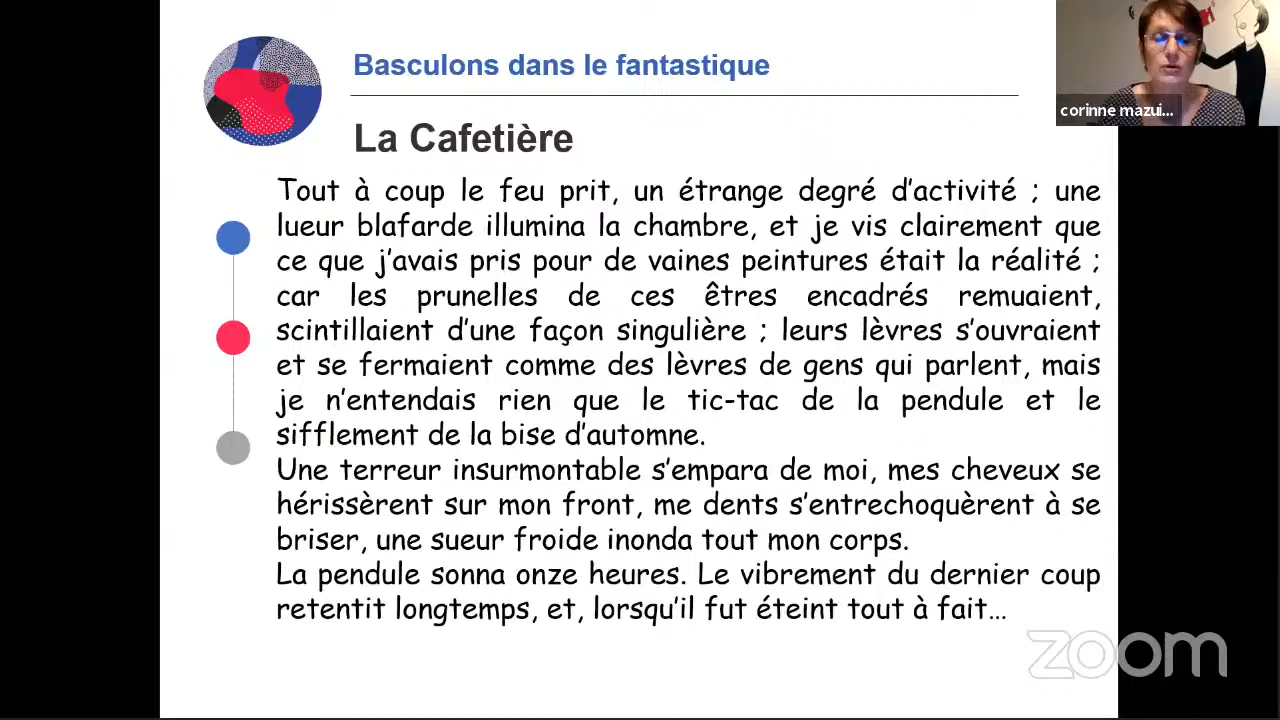 Basculons dans le fantastique
corinne mazui...
La Cafetière
Tout à coup le feu prit, un étrange degré d'activité ; une
lueur blafarde illumina la chambre, et je vis clairement que
ce que j'avais pris pour de vaines peintures était la réalité ;
car les prunelles de ces êtres encadrés remuaient,
scintillaient d'une façon singulière ; leurs lèvres s'ouvraient
et se fermaient comme des lèvres de gens qui parlent, mais
je n'entendais rien que le tic-tac de la pendule et le
sifflement de la bise d'automne.
Une terreur insurmontable s'empara de moi, mes cheveux se
hérissèrent sur mon front, me dents s'entrechoquèrent à se
briser, une sueur froide inonda tout mon corps.
La pendule sonna onze heures. Le vibrement du dernier coup
retentit longtemps, et, lorsqu'il fut éteint tout à fait...
zoom